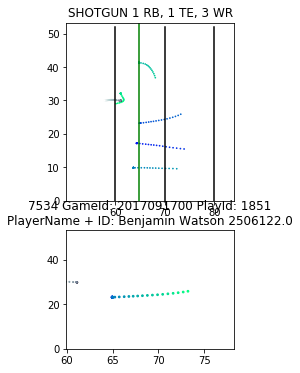 SHOTGUN 1 RB, 1 TE, 3 WR
50
40
30
20
10
0
60 70 80
7534 GameId: 2017091700 PlayId: 1851
PlayerName + ID: Benjamin Watson 2506122.0
40
20
0
60 65 70 75